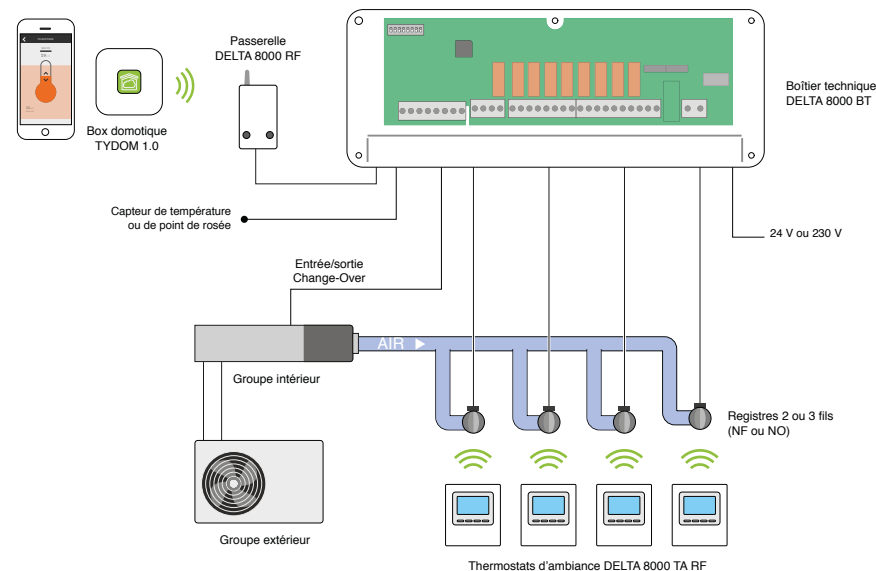 Passerelle
DELTA 8000 RF
Box domotique
TYDOM 1.0
Boîtier technique
DELTA 8000 BT
Capteur de température
ou de point de rosée
24 V ou 230 V
Entrée/sortie
Change-Over
AIR
Groupe intérieur
Registres 2 ou 3 fils
(NF ou NO)
Groupe extérieur
Thermostats d'ambiance DELTA 8000 TA RF